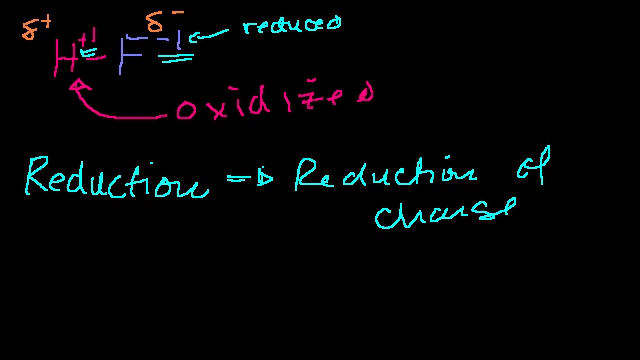 δ+ δ- reduced
H+1 - F-1
oxidized
Reduction => Reduction of
charge